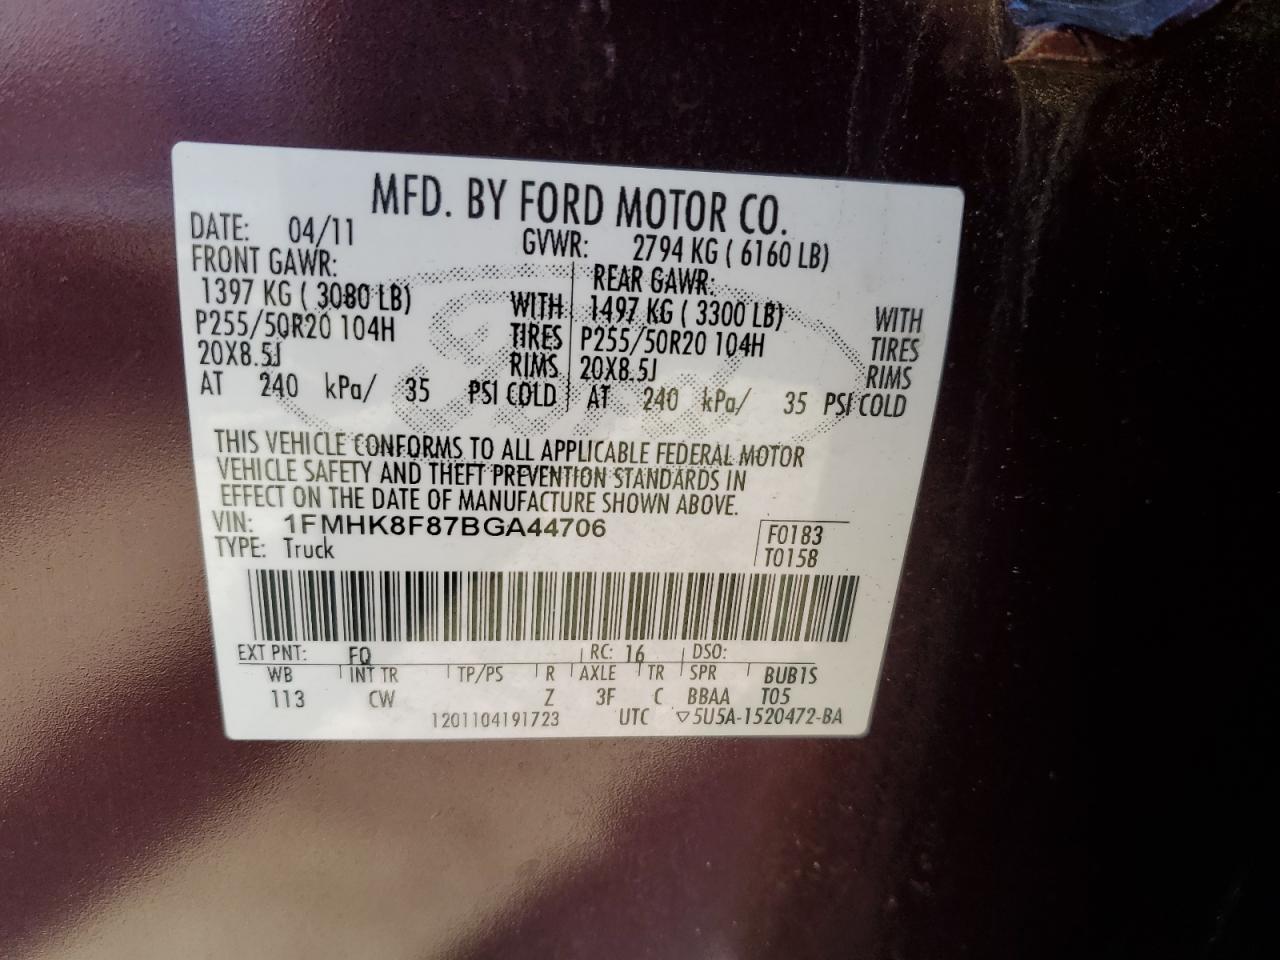 MFD. BY FORD MOTOR CO.
DATE: 04/11 GVWR: 2794 KG ( 6160 LB)
FRONT GAWR: REAR GAWR:
1397 KG ( 3080 LB) WITH 1497 KG ( 3300 LB) WITH
P255/50R20 104H TIRES P255/50R20 104H TIRES
20X8.5J RIMS 20X8.5J RIMS
AT 240 kPa/ 35 PSI COLD AT 240 kPa/ 35 PSI COLD
THIS VEHICLE CONFORMS TO ALL APPLICABLE FEDERAL MOTOR
VEHICLE SAFETY AND THEFT PREVENTION STANDARDS IN
EFFECT ON THE DATE OF MANUFACTURE SHOWN ABOVE.
VIN: 1FMHK8F87BGA44706 F0183
TYPE: Truck T0158
EXT PNT: FQ RC: 16 DSO:
WB INT TR TP/PS R AXLE TR SPR BUB1S
113 CW Z 3F C BBAA T05
1201104191723 UTC ▽5U5A-1520472-BA